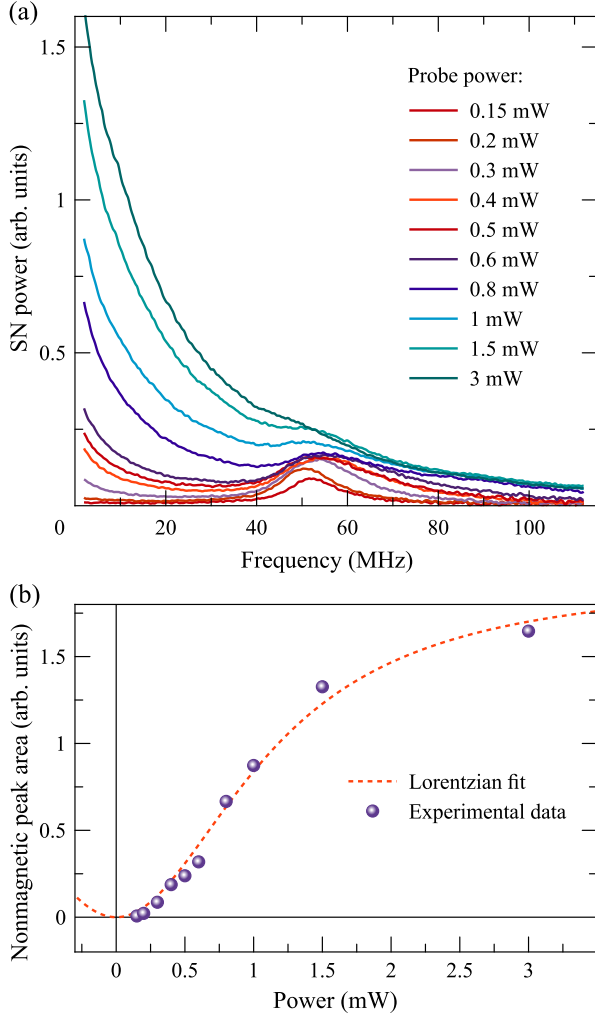 (a)
1.5
1
0.5
0
20
40
60
80
100
SN power (arb. units)
Frequency (MHz)
Probe power:
0.15 mW
0.2 mW
0.3 mW
0.4 mW
0.5 mW
0.6 mW
0.8 mW
1 mW
1.5 mW
3 mW
(b)
1.5
1
0.5
0
0
0.5
1
1.5
2
2.5
3
Nonmagnetic peak area (arb. units)
Power (mW)
Lorentzian fit
Experimental data